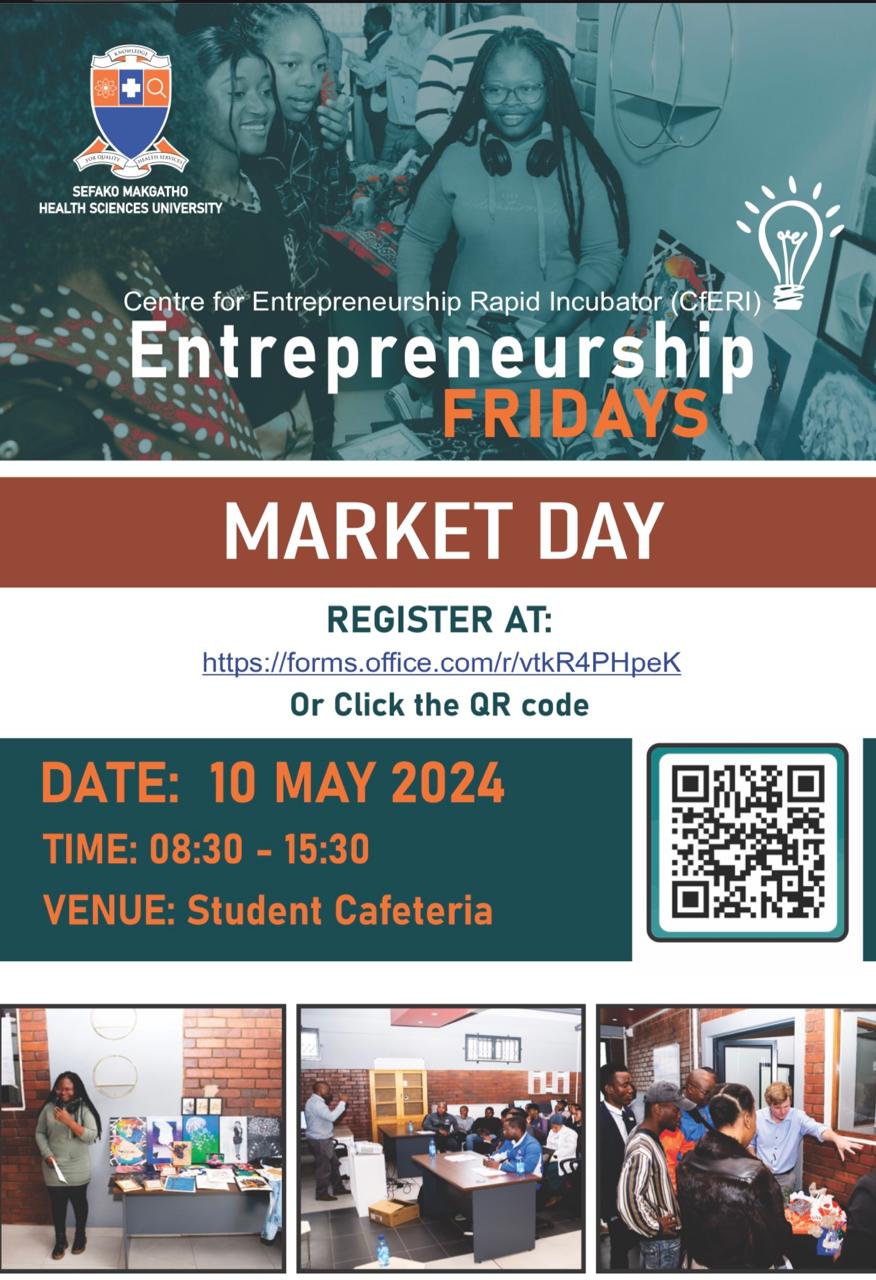 KNOWLEDGE
FOR QUALITY
HEALTH SERVICES
SEFAKO MAKGATHO
HEALTH SCIENCES UNIVERSITY
Centre for Entrepreneurship Rapid Incubator (CfERI)
Entrepreneurship
FRIDAYS
MARKET DAY
REGISTER AT:
https://forms.office.com/r/vtkR4PHpeK
Or Click the QR code
DATE: 10 MAY 2024
TIME: 08:30 - 15:30
VENUE: Student Cafeteria